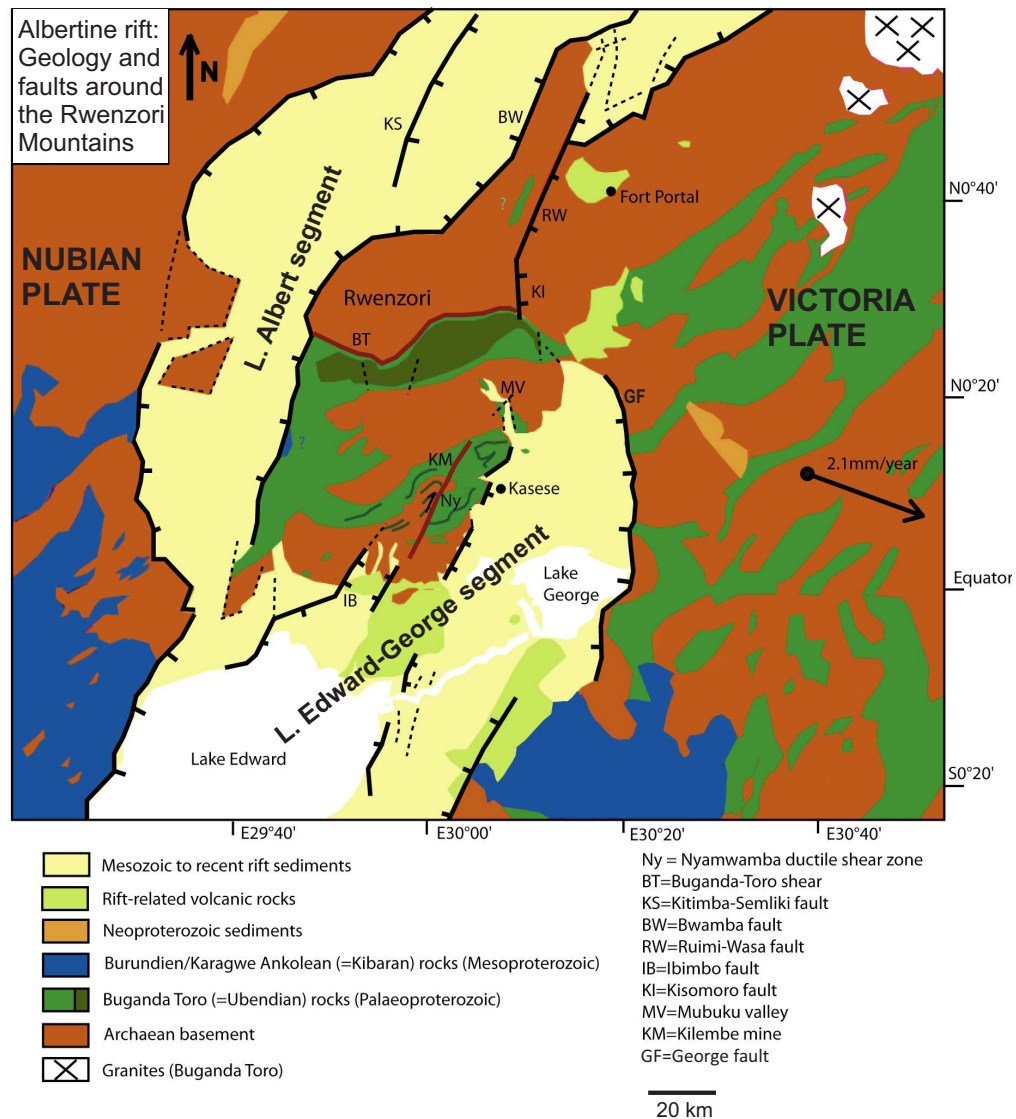 Albertine rift:
Geology and
faults around
the Rwenzori
Mountains
N
KS
BW
Fort Portal
N0°40'
RW
?
NUBIAN
PLATE
L. Albert segment
Rwenzori
KI
VICTORIA
PLATE
BT
MV
GF
N0°20'
?
KM
2.1mm/year
Ny
Kasese
Lake
George
Equator
IB
L. Edward-George segment
Lake Edward
S0°20'
E29°40'
E30°00'
E30°20'
E30°40'
Mesozoic to recent rift sediments
Rift-related volcanic rocks
Neoproterozoic sediments
Burundien/Karagwe Ankolean (=Kibaran) rocks (Mesoproterozoic)
Buganda Toro (=Ubendian) rocks (Palaeoproterozoic)
Archaean basement
Granites (Buganda Toro)
Ny = Nyamwamba ductile shear zone
BT=Buganda-Toro shear
KS=Kitimba-Semliki fault
BW=Bwamba fault
RW=Ruimi-Wasa fault
IB=Ibimbo fault
KI=Kisomoro fault
MV=Mubuku valley
KM=Kilembe mine
GF=George fault
20 km